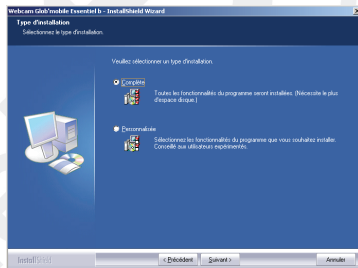 Webcam Glob'mobile Essentiel b - InstallShield Wizard
Type d'installation
Sélectionnez le type d'installation.
Veuillez sélectionner un type d'installation.
Complète
Toutes les fonctionnalités du programme seront installées. (Nécessite le plus
d'espace disque.)
Personnalisée
Sélectionnez les fonctionnalités du programme que vous souhaitez installer.
Conseillé aux utilisateurs expérimentés.
InstallShield
< Précédent
Suivant >
Annuler